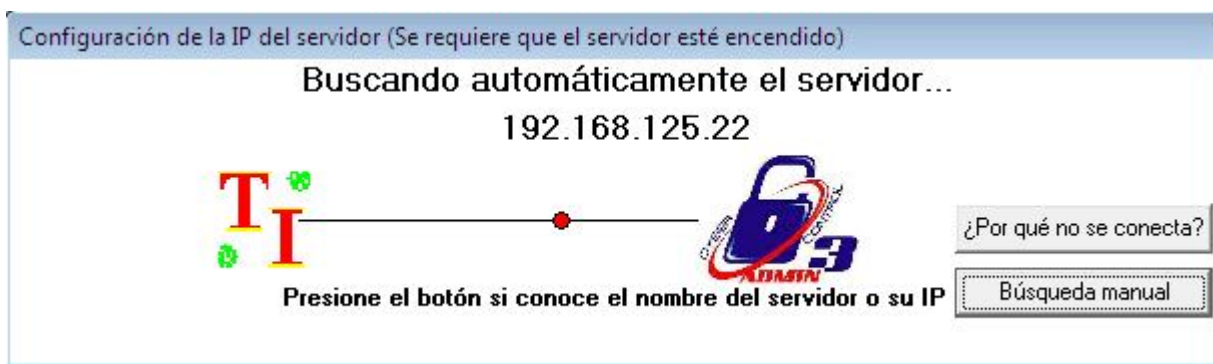 Configuración de la IP del servidor (Se requiere que el servidor esté encendido)
Buscando automáticamente el servidor...
192.168.125.22
TI
ADMIN 3
¿Por qué no se conecta?
Búsqueda manual
Presione el botón si conoce el nombre del servidor o su IP